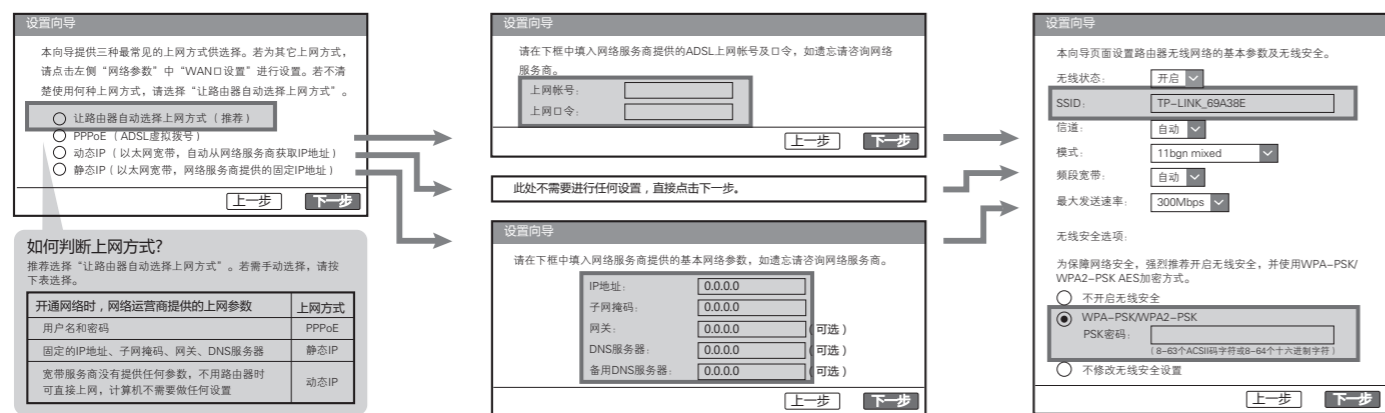 设置向导
本向导提供三种最常见的上网方式供选择。若为其它上网方式，
请点击左侧“网络参数”中“WAN口设置”进行设置。若不清
楚使用何种上网方式，请选择“让路由器自动选择上网方式”。
让路由器自动选择上网方式（推荐）
PPPoE（ADSL虚拟拨号）
动态IP（以太网宽带，自动从网络服务商获取IP地址）
静态IP（以太网宽带，网络服务商提供的固定IP地址）
上一步 下一步
如何判断上网方式?
推荐选择“让路由器自动选择上网方式”。若需手动选择，请按
下表选择。
开通网络时，网络运营商提供的上网参数 上网方式
用户名和密码 PPPoE
固定的IP地址、子网掩码、网关、DNS服务器 静态IP
宽带服务商没有提供任何参数，不用路由器时
可直接上网，计算机不需要做任何设置 动态IP
设置向导
请在下框中填入网络服务商提供的ADSL上网帐号及口令，如遗忘请咨询网络
服务商。
上网帐号:
上网口令:
上一步 下一步
此处不需要进行任何设置，直接点击下一步。
设置向导
请在下框中填入网络服务商提供的基本网络参数，如遗忘请咨询网络服务商。
IP地址: 0.0.0.0
子网掩码: 0.0.0.0
网关: 0.0.0.0 (可选)
DNS服务器: 0.0.0.0 (可选)
备用DNS服务器: 0.0.0.0 (可选)
上一步 下一步
设置向导
本向导页面设置路由器无线网络的基本参数及无线安全。
无线状态: 开启
SSID: TP-LINK_69A38E
信道: 自动
模式: 11bgn mixed
频段宽带: 自动
最大发送速率: 300Mbps
无线安全选项:
为保障网络安全，强烈推荐开启无线安全，并使用WPA-PSK/
WPA2-PSK AES加密方式。
不开启无线安全
WPA-PSK/WPA2-PSK
PSK密码:
(8-63个ACSII码字符或8-64个十六进制字符)
不修改无线安全设置
上一步 下一步